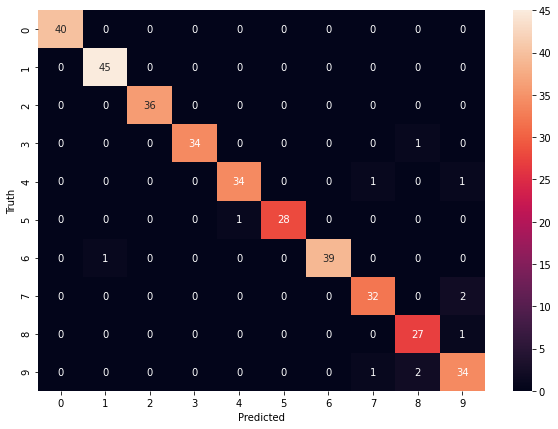 0 40 0 0 0 0 0 0 0 0 0
1 0 45 0 0 0 0 0 0 0 0
2 0 0 36 0 0 0 0 0 0 0
3 0 0 0 34 0 0 0 0 1 0
4 0 0 0 0 34 0 0 1 0 1
5 0 0 0 0 1 28 0 0 0 0
6 0 1 0 0 0 0 39 0 0 0
7 0 0 0 0 0 0 0 32 0 2
8 0 0 0 0 0 0 0 0 27 1
9 0 0 0 0 0 0 0 1 2 34
0 1 2 3 4 5 6 7 8 9
Truth
Predicted
45
40
35
30
25
20
15
10
5
0